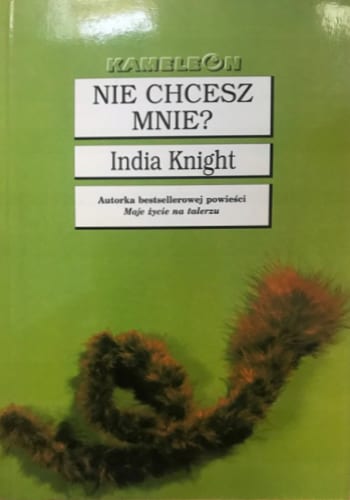 KAMELEON
NIE CHCESZ
MNIE?
India Knight
Autorka bestsellerowej powieści
Moje życie na talerzu